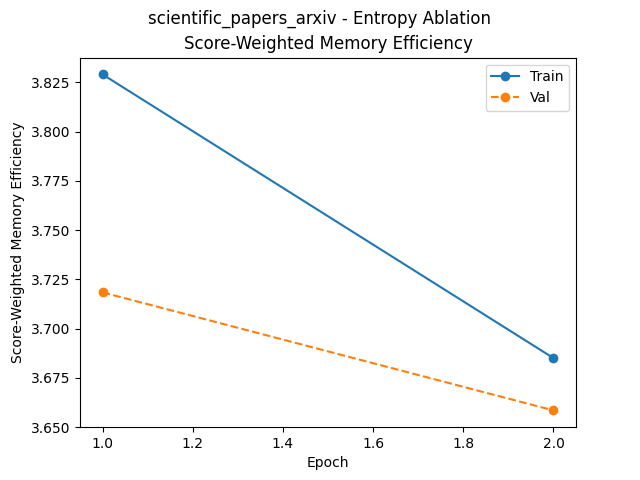 scientific_papers_arxiv - Entropy Ablation
Score-Weighted Memory Efficiency
Train
Val
Score-Weighted Memory Efficiency
3.825
3.800
3.775
3.750
3.725
3.700
3.675
3.650
1.0 1.2 1.4 1.6 1.8 2.0
Epoch